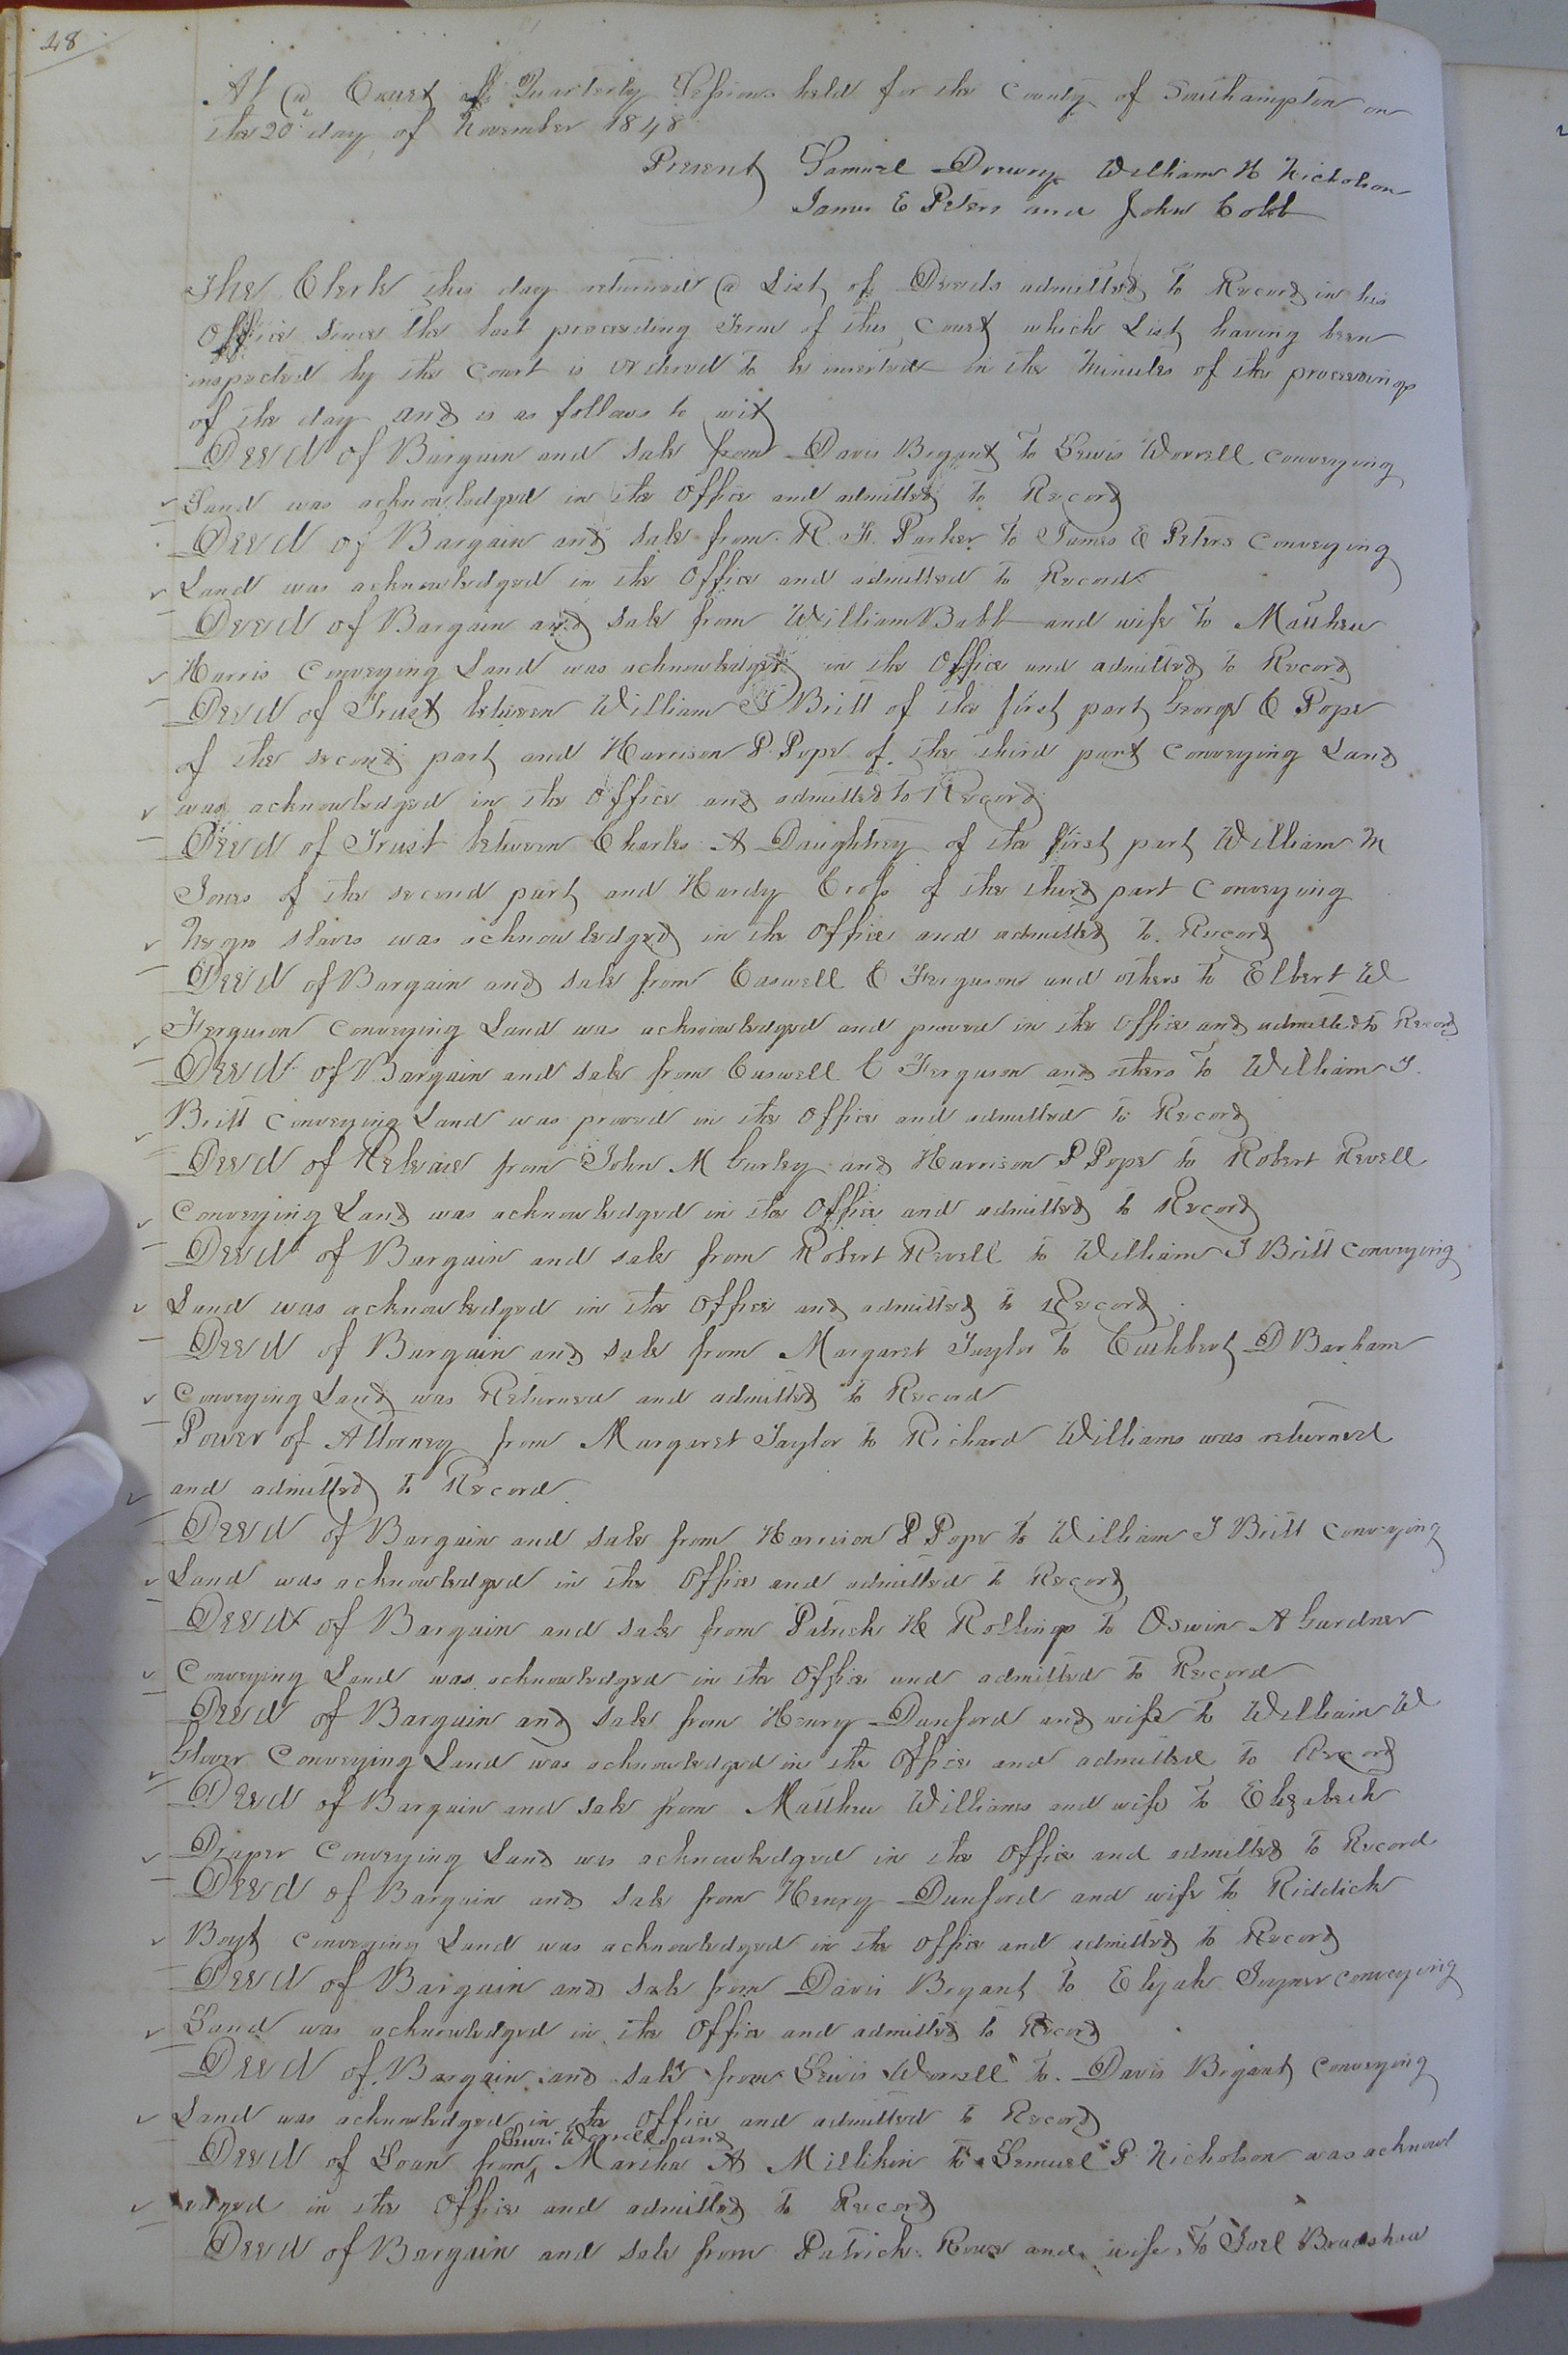 48
At a Court of Quarterly Sessions held for the County of Southampton on
the 20th day of November 1848
Present Samuel Drewry William H Nicholson
James E Peters and John Cobb
The Clerk this day returned a List of Deeds admitted to Record in his
Office since the last preceeding Term of this Court which List having been
inspected by the Court is ordered to be inserted in the Minutes of the proceedings
of the day and is as follows to wit
Deed of Bargain and sale from Davis Bryant to Lewis Worrell conveying
Land was acknowledged in the Office and admitted to Record
Deed of Bargain and sale from R. H. Parker to James E Peters conveying
Land was acknowledged in the Office and admitted to Record
Deed of Bargain and sale from William Babb and wife to Matthew
Harris conveying Land was acknowledged in the Office and admitted to Record
Deed of Trust between William T Britt of the first part George E Pope
of the second part and Harrison P. Pope of the third part conveying Land
was acknowledged in the Office and admitted to Record
Deed of Trust between Charles A Daughtrey of the first part William M
Jones of the second part and Hardy Cross of the third part conveying
Negro slaves was acknowledged in the Office and admitted to Record
Deed of Bargain and sale from Caswell C Ferguson and others to Elbert W
Ferguson conveying Land was acknowledged and proved in the office and admitted to Record
Deed of Bargain and sale from Caswell C Ferguson and others to William T.
Britt conveying Land was proved in the office and admitted to Record
Deed of Release from John M Gurley and Harrison P Pope to Robert Revell
conveying Land was acknowledged in the Office and admitted to Record
Deed of Bargain and sale from Robert Revell to William T Britt conveying
Land was acknowledged in the Office and admitted to Record
Deed of Bargain and sale from Margaret Taylor to Cuthbert D Barham
conveying Land was Returned and admitted to Record
Power of Attorney from Margaret Taylor to Richard Williams was returned
and admitted to Record
Deed of Bargain and sale from Harrison P Pope to William T Britt conveying
Land was acknowledged in the Office and admitted to Record
Deed of Bargain and sale from Patrick H Rollings to Oswin A Gardner
Conveying Land was acknowledged in the Office and admitted to Record
Deed of Bargain and sale from Henry Dunford and wife to William W
Glover Conveying Land was acknowledged in the Office and admitted to Record
Deed of Bargain and sale from Matthew Williams and wife to Elizabeth
Draper Conveying Land was acknowledged in the Office and admitted to Record
Deed of Bargain and sale from Henry Dunford and wife to Riddick
Boyt conveying Land was acknowledged in the office and admitted to Record
Deed of Bargain and sale from Davis Bryant to Elijah Joyner conveying
Land was acknowledged in the Office and admitted to Record
Deed of Bargain and sale from Lewis Worrell to Davis Bryant conveying
Land was acknowledged in the Office and admitted to Record
Lewis Worrell and
Deed of Loan from ^ Martha A Millikin to Samuel P. Nicholson was acknowl
edged in the Office and admitted to Record
Deed of Bargain and sale from Patrick Rowe and wife to Joel Bradshaw